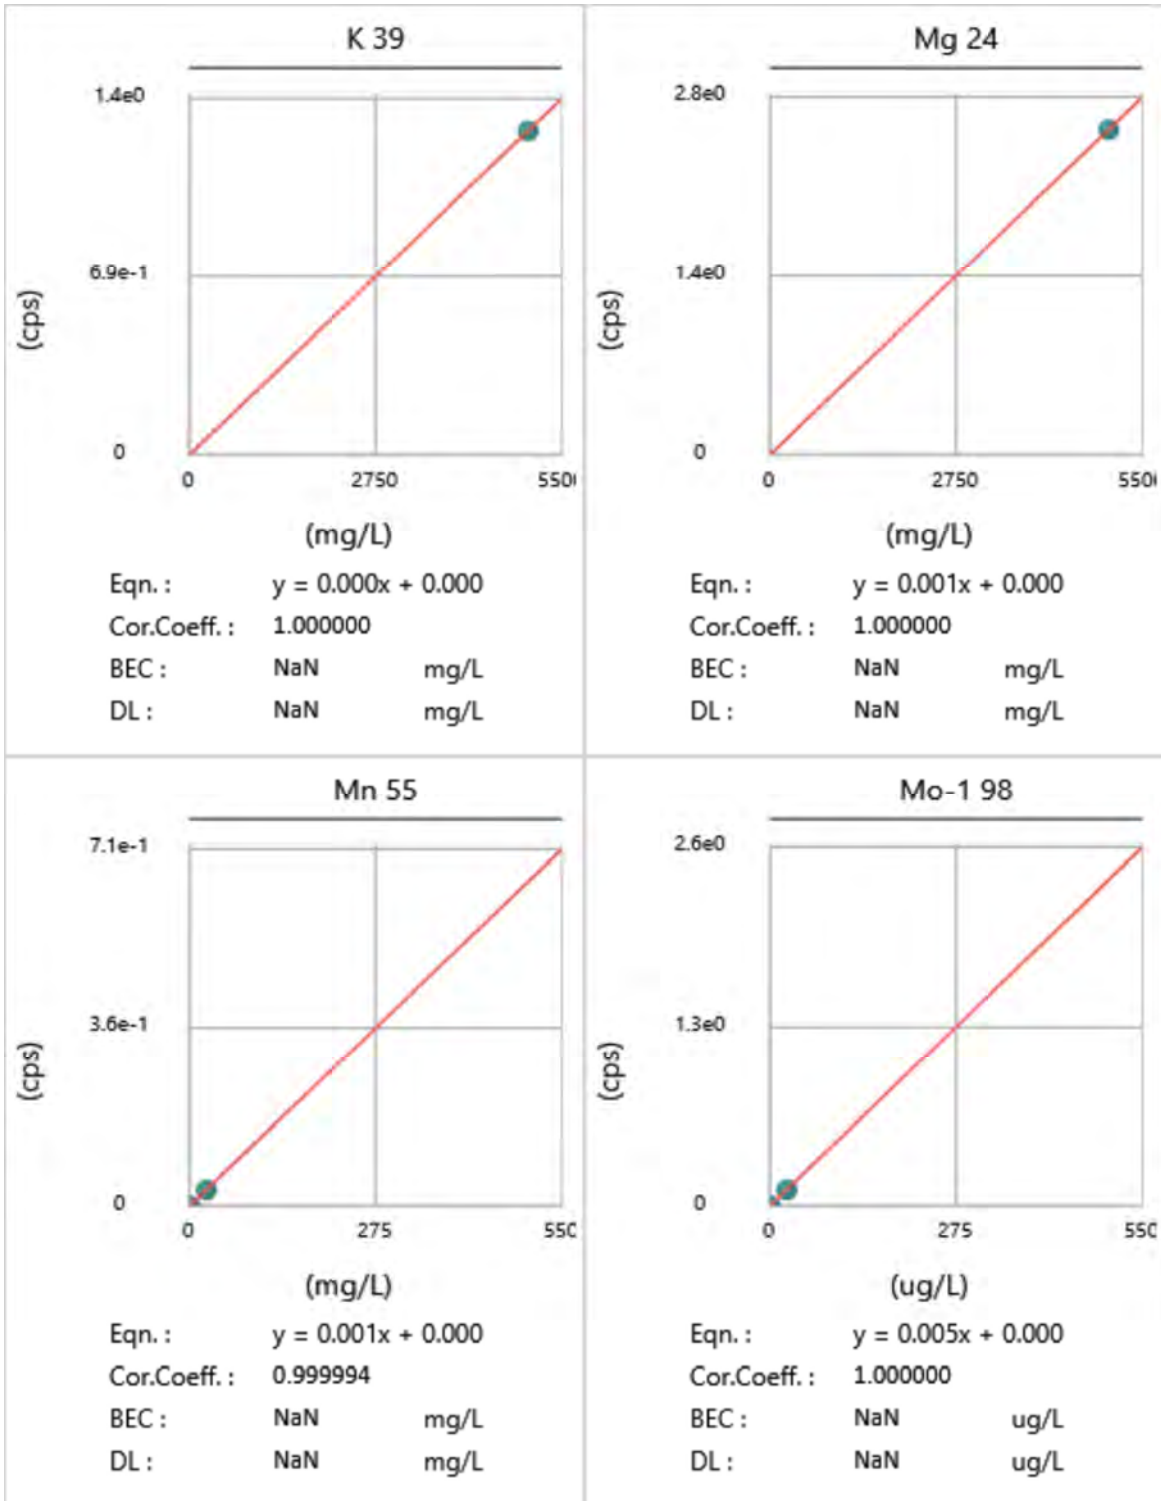 K 39
1.4e0
6.9e-1
0
(cps)
0 2750 550
(mg/L)
Eqn. : y = 0.000x + 0.000
Cor.Coeff. : 1.000000
BEC : NaN mg/L
DL : NaN mg/L
Mg 24
2.8e0
1.4e0
0
(cps)
0 2750 550
(mg/L)
Eqn. : y = 0.001x + 0.000
Cor.Coeff. : 1.000000
BEC : NaN mg/L
DL : NaN mg/L
Mn 55
7.1e-1
3.6e-1
0
(cps)
0 275 550
(mg/L)
Eqn. : y = 0.001x + 0.000
Cor.Coeff. : 0.999994
BEC : NaN mg/L
DL : NaN mg/L
Mo-1 98
2.6e0
1.3e0
0
(cps)
0 275 550
(ug/L)
Eqn. : y = 0.005x + 0.000
Cor.Coeff. : 1.000000
BEC : NaN ug/L
DL : NaN ug/L